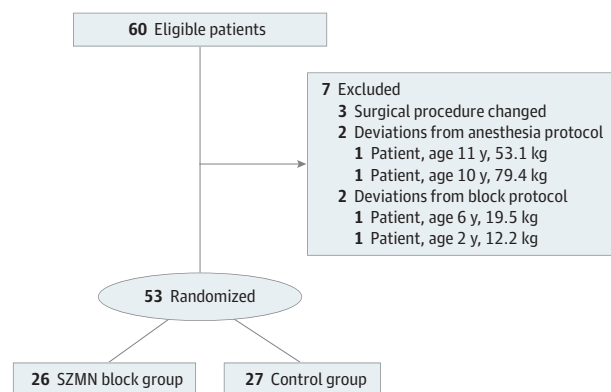 60 Eligible patients
7 Excluded
3 Surgical procedure changed
2 Deviations from anesthesia protocol
1 Patient, age 11 y, 53.1 kg
1 Patient, age 10 y, 79.4 kg
2 Deviations from block protocol
1 Patient, age 6 y, 19.5 kg
1 Patient, age 2 y, 12.2 kg
53 Randomized
26 SZMN block group
27 Control group